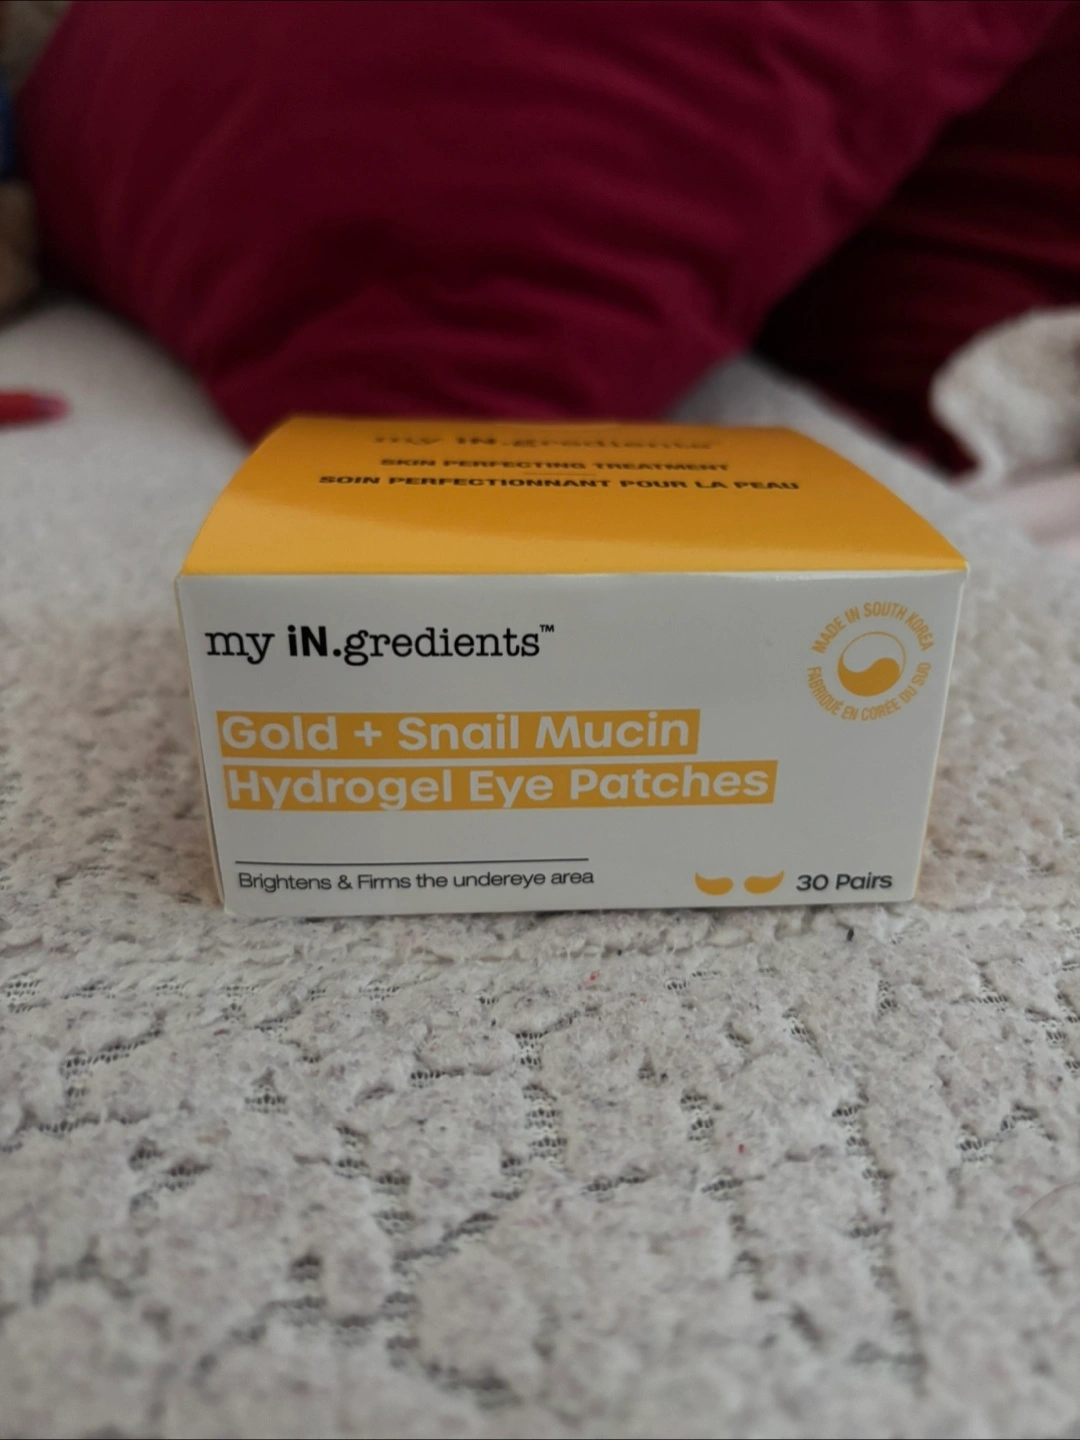 my iN.gredients
SKIN PERFECTING TREATMENT
SOIN PERFECTIONNANT POUR LA PEAU
my iN.gredients™
MADE IN SOUTH KOREA
FABRIQUÉ EN CORÉE DU SUD
Gold + Snail Mucin
Hydrogel Eye Patches
Brightens & Firms the undereye area
30 Pairs